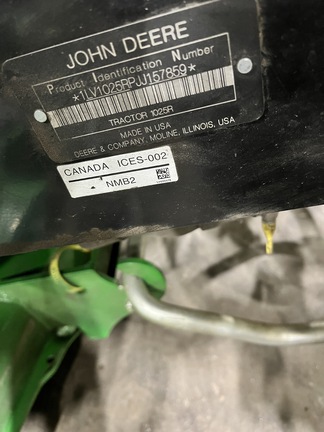 JOHN DEERE
Product Identification Number
*1LV1025RPJJ157859*
TRACTOR 1025R
MADE IN USA
DEERE & COMPANY, MOLINE, ILLINOIS, USA
CANADA ICES-002
NMB2